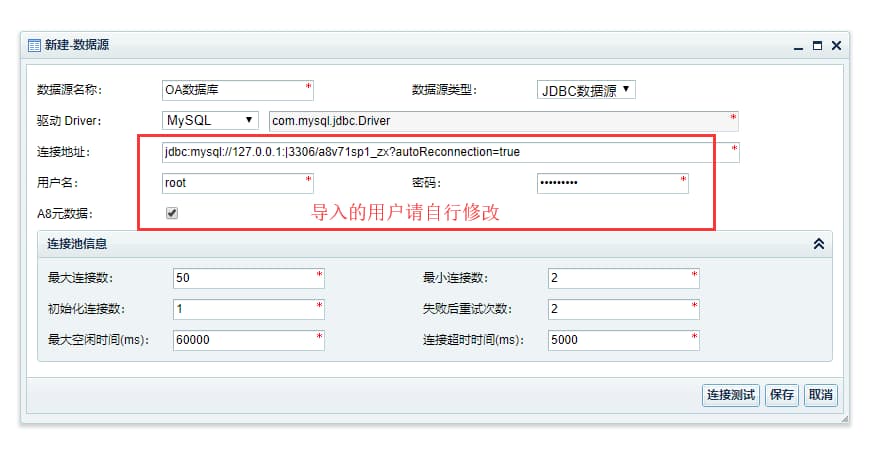 新建-数据源
数据源名称: OA数据库 * 数据源类型: JDBC数据源
驱动 Driver: MySQL com.mysql.jdbc.Driver *
连接地址: jdbc:mysql://127.0.0.1:|3306/a8v71sp1_zx?autoReconnection=true *
用户名: root * 密码: ••••••••• *
A8元数据: 导入的用户请自行修改
连接池信息
最大连接数: 50 * 最小连接数: 2 *
初始化连接数: 1 * 失败后重试次数: 2 *
最大空闲时间(ms): 60000 * 连接超时时间(ms): 5000 *
连接测试 保存 取消